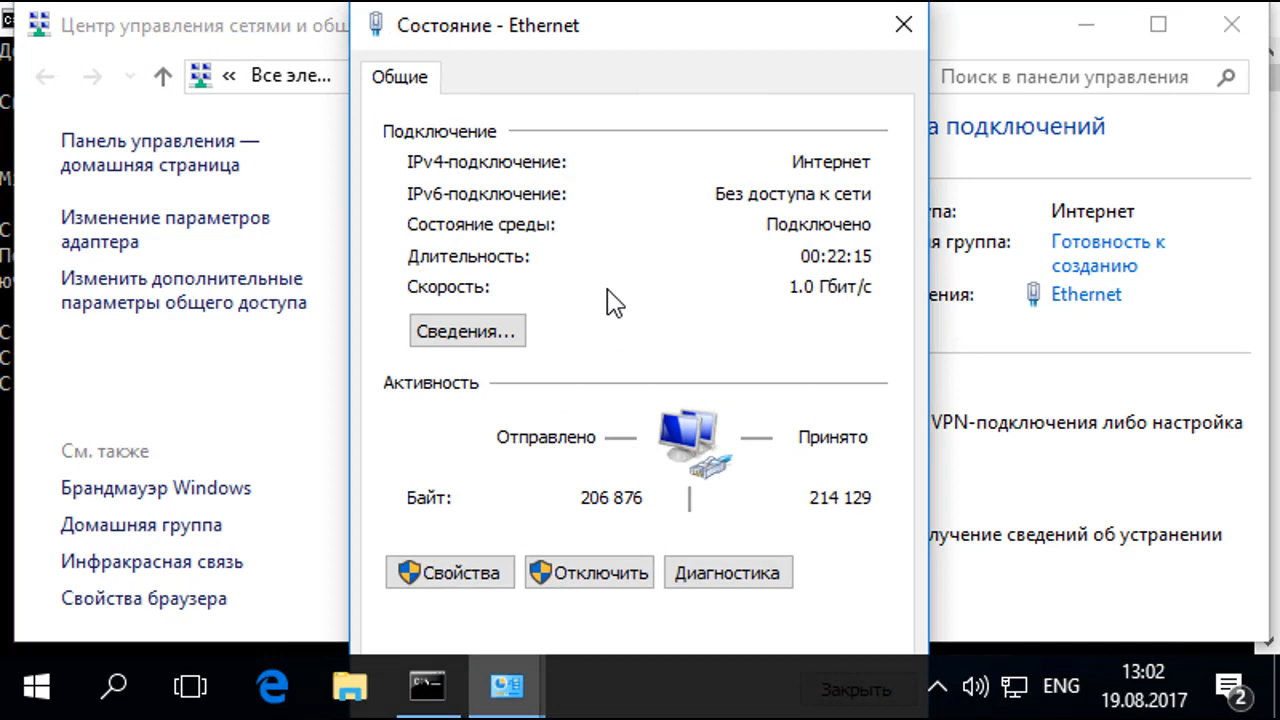 Центр управления сетями и общ
Состояние - Ethernet
« Все эле...
Поиск в панели управления
Общие
Панель управления —
домашняя страница
Изменение параметров
адаптера
Изменить дополнительные
параметры общего доступа
См. также
Брандмауэр Windows
Домашняя группа
Инфракрасная связь
Свойства браузера
Подключение
IPv4-подключение: Интернет
IPv6-подключение: Без доступа к сети
Состояние среды: Подключено
Длительность: 00:22:15
Скорость: 1.0 Гбит/с
Сведения...
Активность
Отправлено — — Принято
Байт: 206 876 | 214 129
Свойства Отключить Диагностика
Закрыть
а подключений
па: Интернет
я группа: Готовность к
созданию
ения: Ethernet
VPN-подключения либо настройка
лучение сведений об устранении
C:\
ENG
13:02
19.08.2017
2